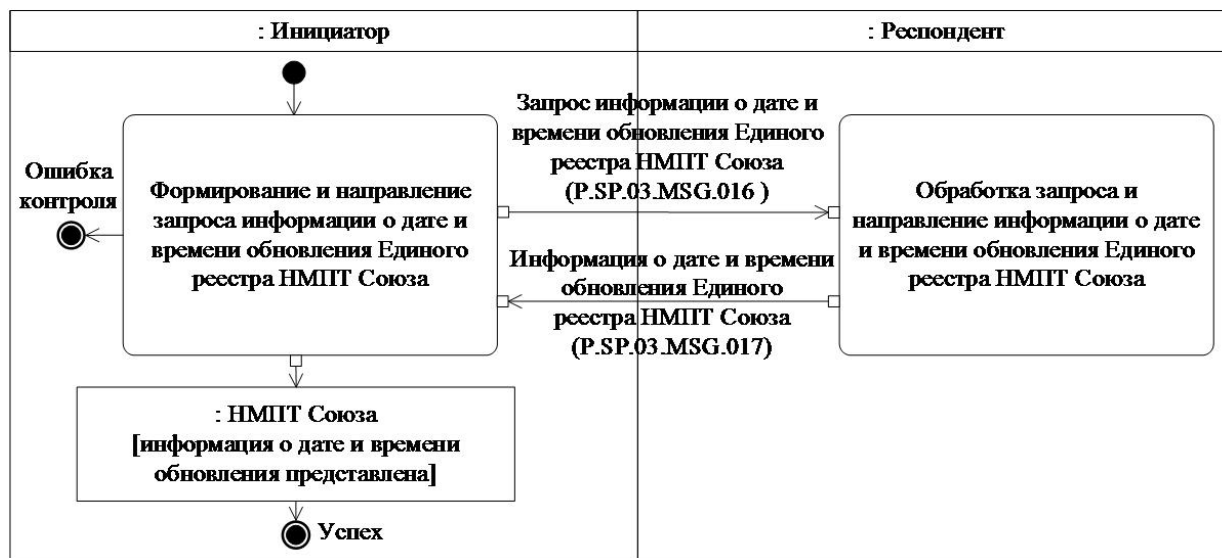 : Инициатор
: Респондент
Запрос информации о дате и
времени обновления Единого
реестра НМПТ Союза
(P.SP.03.MSG.016 )
Ошибка
контроля
Формирование и направление
запроса информации о дате и
времени обновления Единого
реестра НМПТ Союза
Обработка запроса и
направление информации о дате
и времени обновления Единого
реестра НМПТ Союза
Информация о дате и времени
обновления Единого
реестра НМПТ Союза
(P.SP.03.MSG.017)
: НМПТ Союза
[информация о дате и времени
обновления представлена]
Успех